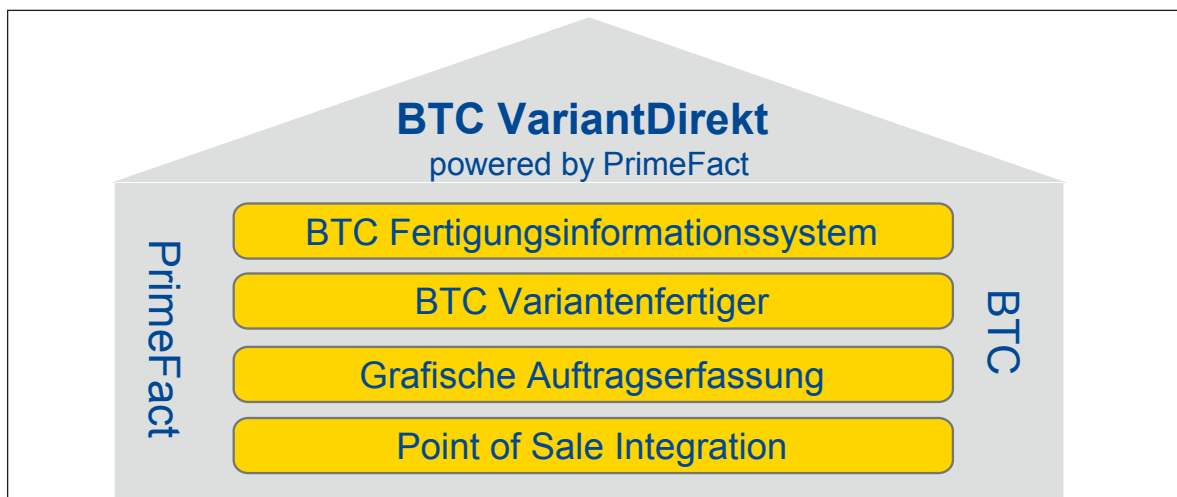 BTC VariantDirekt
powered by PrimeFact
PrimeFact
BTC Fertigungsinformationssystem
BTC Variantenfertiger
Grafische Auftragserfassung
Point of Sale Integration
BTC